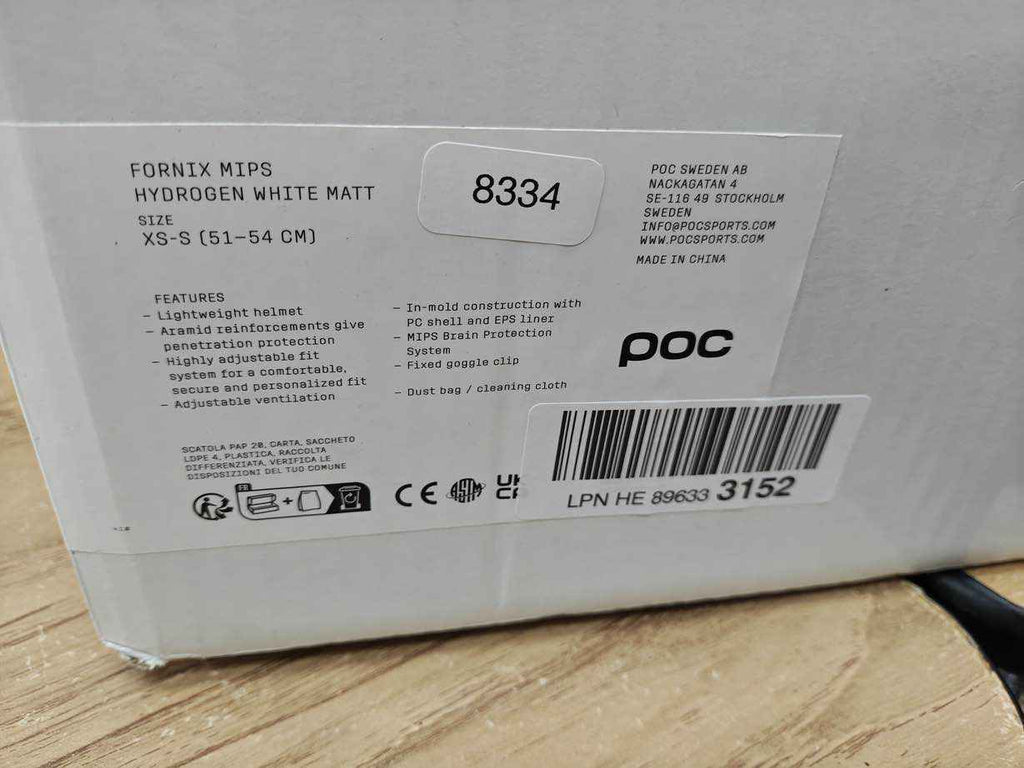 FORNIX MIPS
HYDROGEN WHITE MATT
SIZE
XS-S (51–54 CM)
8334
POC SWEDEN AB
NACKAGATAN 4
SE-116 49 STOCKHOLM
SWEDEN
INFO@POCSPORTS.COM
WWW.POCSPORTS.COM
MADE IN CHINA
FEATURES
– Lightweight helmet
– Aramid reinforcements give
penetration protection
– Highly adjustable fit
system for a comfortable,
secure and personalized fit
– Adjustable ventilation
– In-mold construction with
PC shell and EPS liner
– MIPS Brain Protection
System
– Fixed goggle clip
– Dust bag / cleaning cloth
poc
SCATOLA PAP 20, CARTA, SACCHETO
LDPE 4, PLASTICA, RACCOLTA
DIFFERENZIATA, VERIFICA LE
DISPOSIZIONI DEL TUO COMUNE
FR
+
CE
ASTM
UK
CA
LPN HE 89633 3152